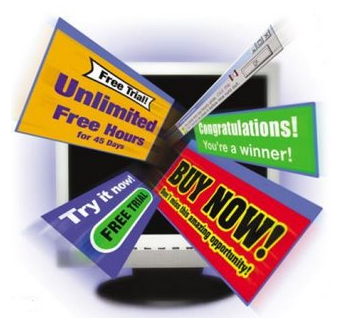 Free Trial!
Unlimited
Free Hours
for 45 Days
Congratulations!
You're a winner!
Try it now!
FREE TRIAL
BUY NOW!
Don't miss this amazing opportunity!